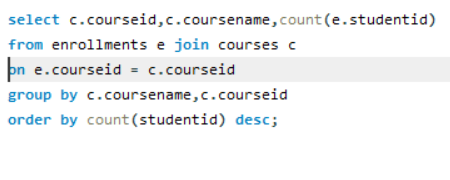 select c.courseid,c.coursename,count(e.studentid)
from enrollments e join courses c
on e.courseid = c.courseid
group by c.coursename,c.courseid
order by count(studentid) desc;